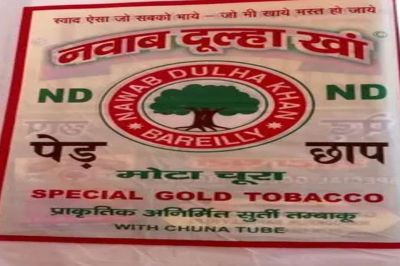 स्वाद ऐसा जो सबको भाये - जो भी खाये मस्त हो जाये
नवाब दूल्हा खां
ND ND
NAWAB DULHA KHAN
BAREILLY
पेड़ छाप
मोटा चूरा
SPECIAL GOLD TOBACCO
प्राकृतिक अनिर्मित सुर्ती तम्बाकू
WITH CHUNA TUBE